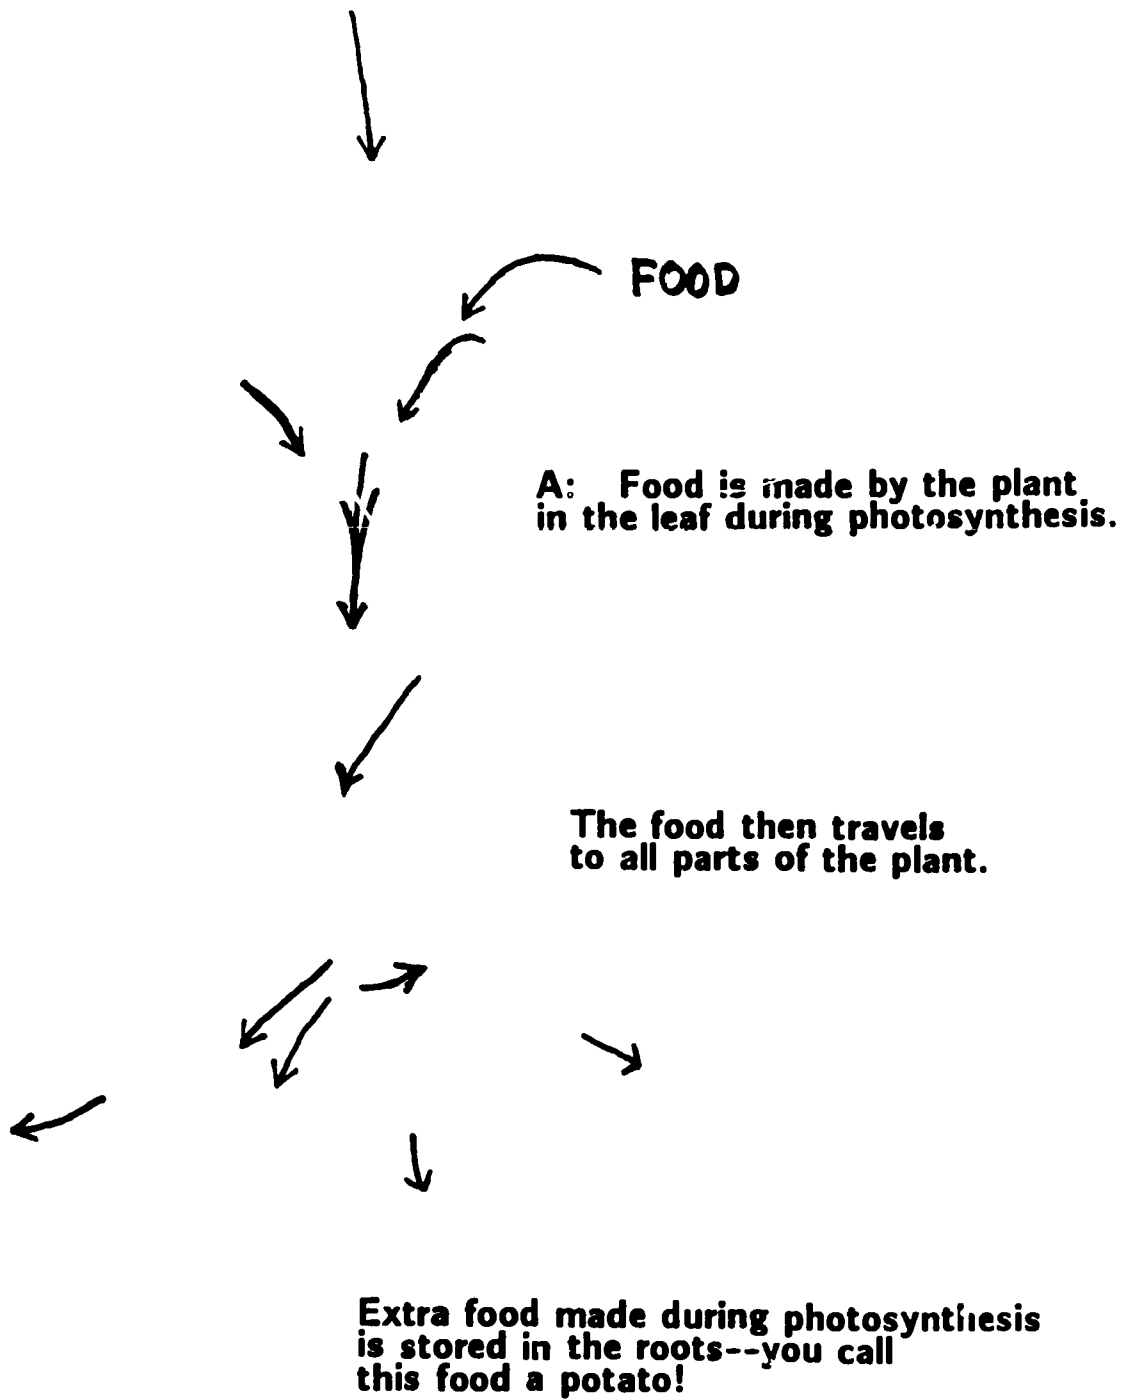 FOOD
A: Food is made by the plant
in the leaf during photosynthesis.
The food then travels
to all parts of the plant.
Extra food made during photosynthesis
is stored in the roots--you call
this food a potato!